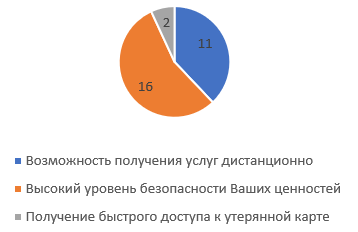 2
11
16
Возможность получения услуг дистанционно
Высокий уровень безопасности Ваших ценностей
Получение быстрого доступа к утерянной карте